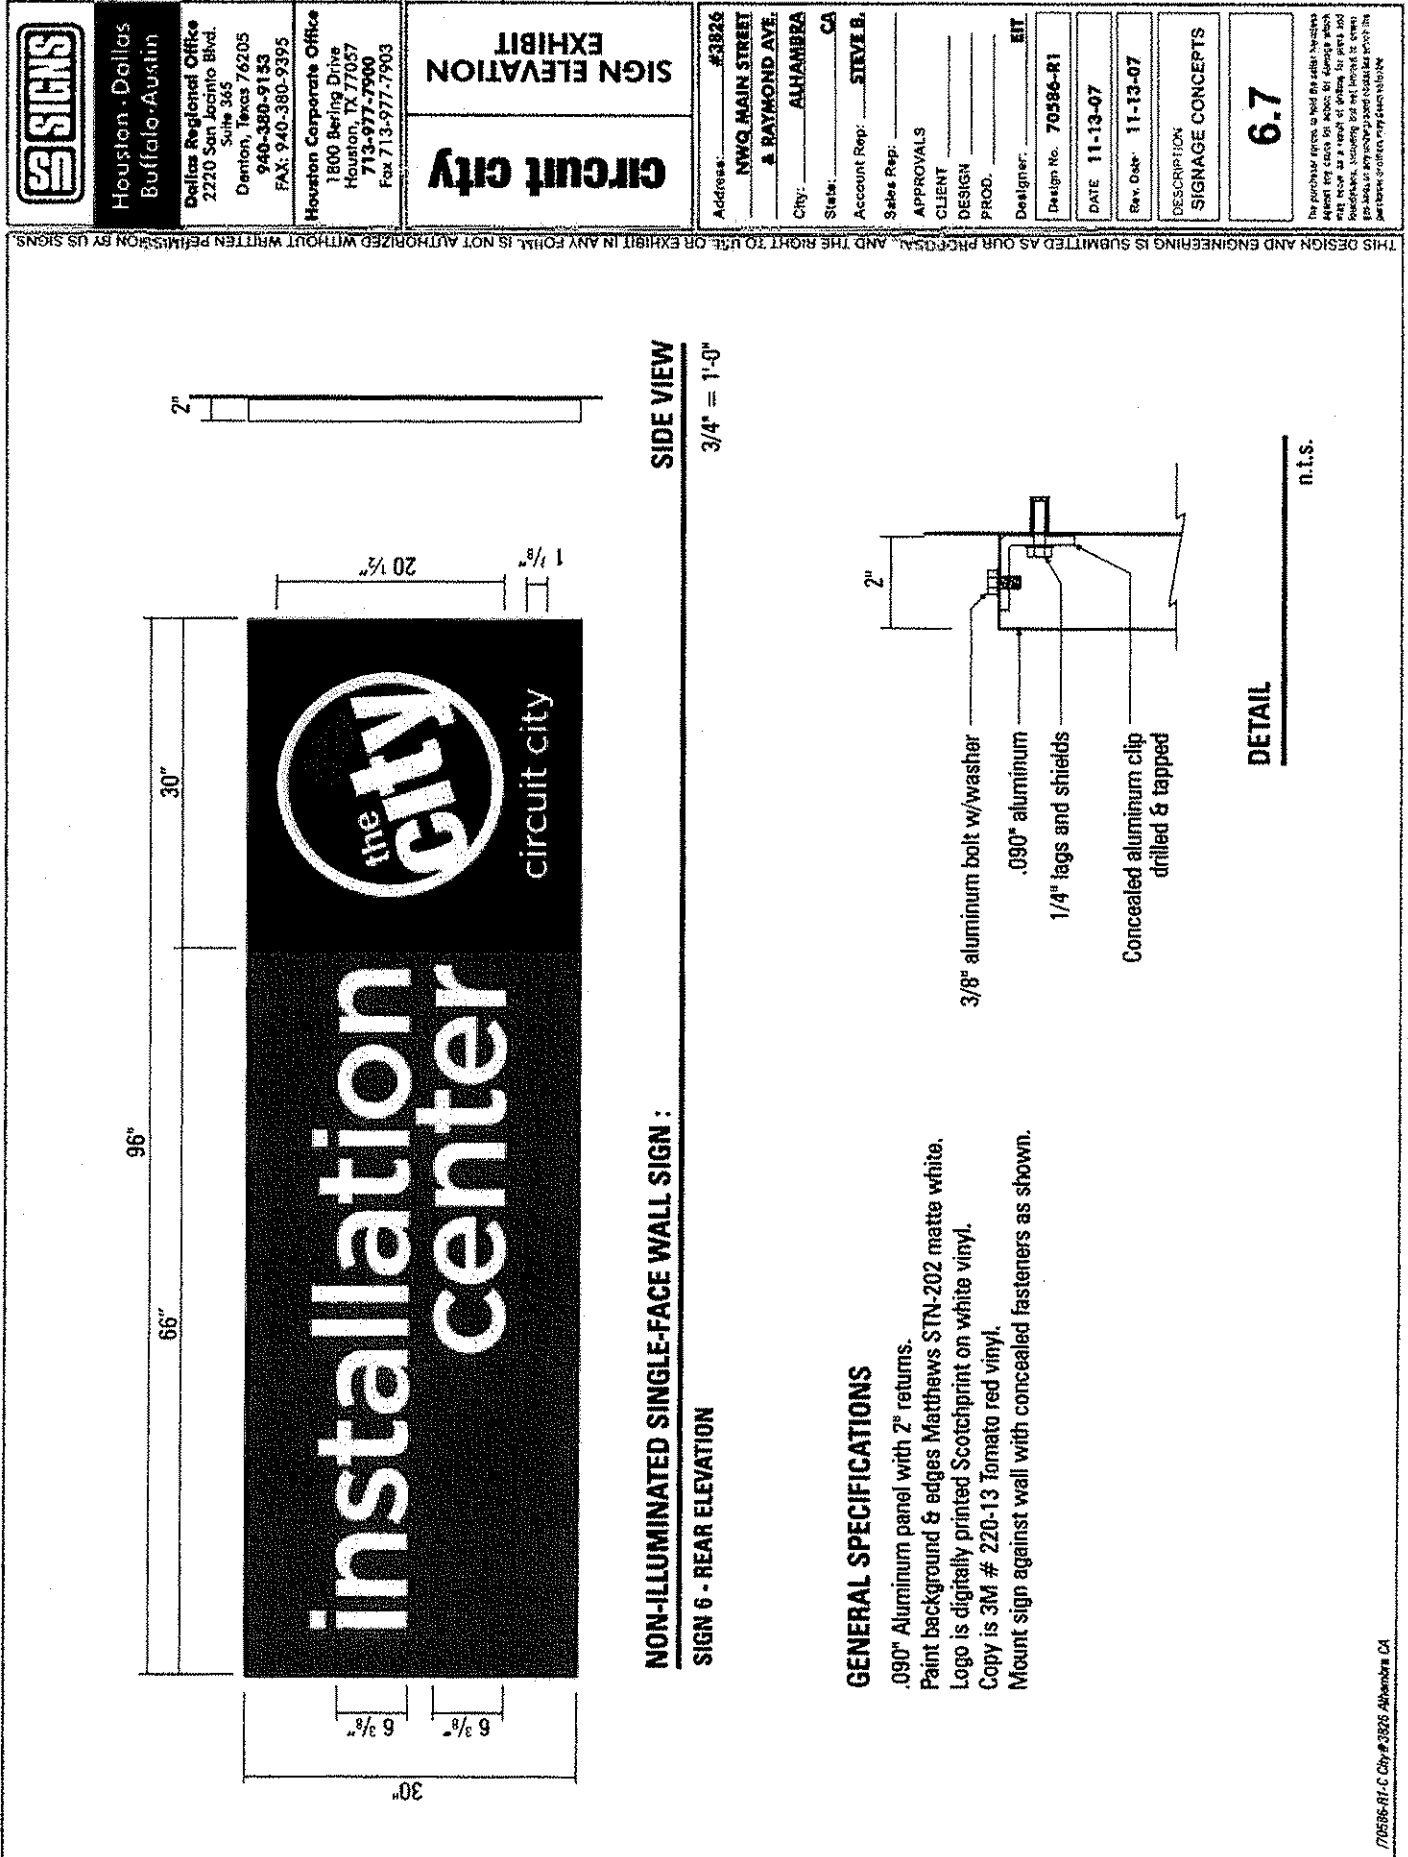 96"
66"
30"
2"
installation
center
the
city
circuit city
30"
6 3/8"
6 3/8"
20 ½"
1 7/8"
NON-ILLUMINATED SINGLE-FACE WALL SIGN :
SIGN 6 - REAR ELEVATION
SIDE VIEW
3/4" = 1'-0"
GENERAL SPECIFICATIONS
.090" Aluminum panel with 2" returns.
Paint background & edges Matthews STN-202 matte white.
Logo is digitally printed Scotchprint on white vinyl.
Copy is 3M # 220-13 Tomato red vinyl.
Mount sign against wall with concealed fasteners as shown.
2"
3/8" aluminum bolt w/washer
.090" aluminum
1/4" lags and shields
Concealed aluminum clip
drilled & tapped
DETAIL
n.t.s.
THIS DESIGN AND ENGINEERING IS SUBMITTED AS OUR PROPOSAL AND THE RIGHT TO USE OR EXHIBIT IN ANY FORM, IS NOT AUTHORIZED WITHOUT WRITTEN PERMISSION BY US SIGNS.
US SIGNS
Houston · Dallas
Buffalo · Austin
Dallas Regional Office
2220 San Jacinto Blvd.
Suite 365
Denton, Texas 76205
940-380-9153
FAX: 940-380-9395
Houston Corporate Office
1800 Bering Drive
Houston, TX 77057
713-977-7900
Fax 713-977-7903
SIGN ELEVATION
EXHIBIT
circuit city
Address: #3826
NWQ MAIN STREET
& RAYMOND AVE.
City: ALHAMBRA
State: CA
Account Rep: STEVE B.
Sales Rep:
APPROVALS
CLIENT
DESIGN
PROD.
Designer: EIT
Design No. 70586-R1
DATE 11-13-07
Rev. Date: 11-13-07
DESCRIPTION
SIGNAGE CONCEPTS
6.7
/70586-R1-C City#3826 Alhambra CA